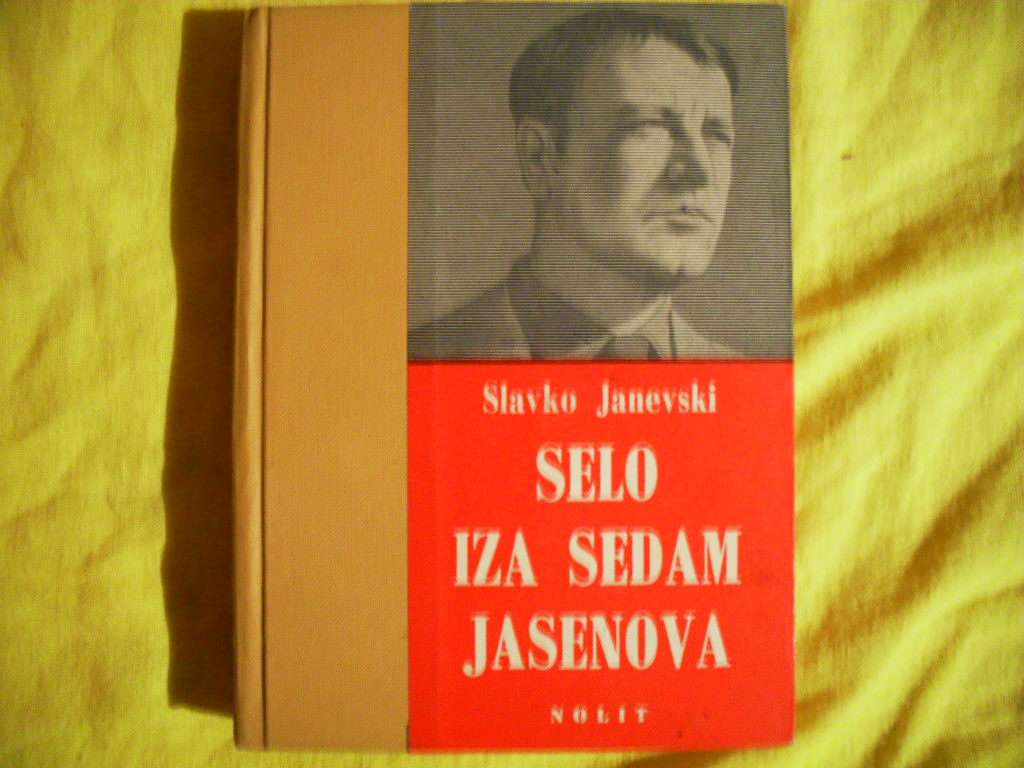 Slavko Janevski
SELO
IZA SEDAM
JASENOVA
NOLIT